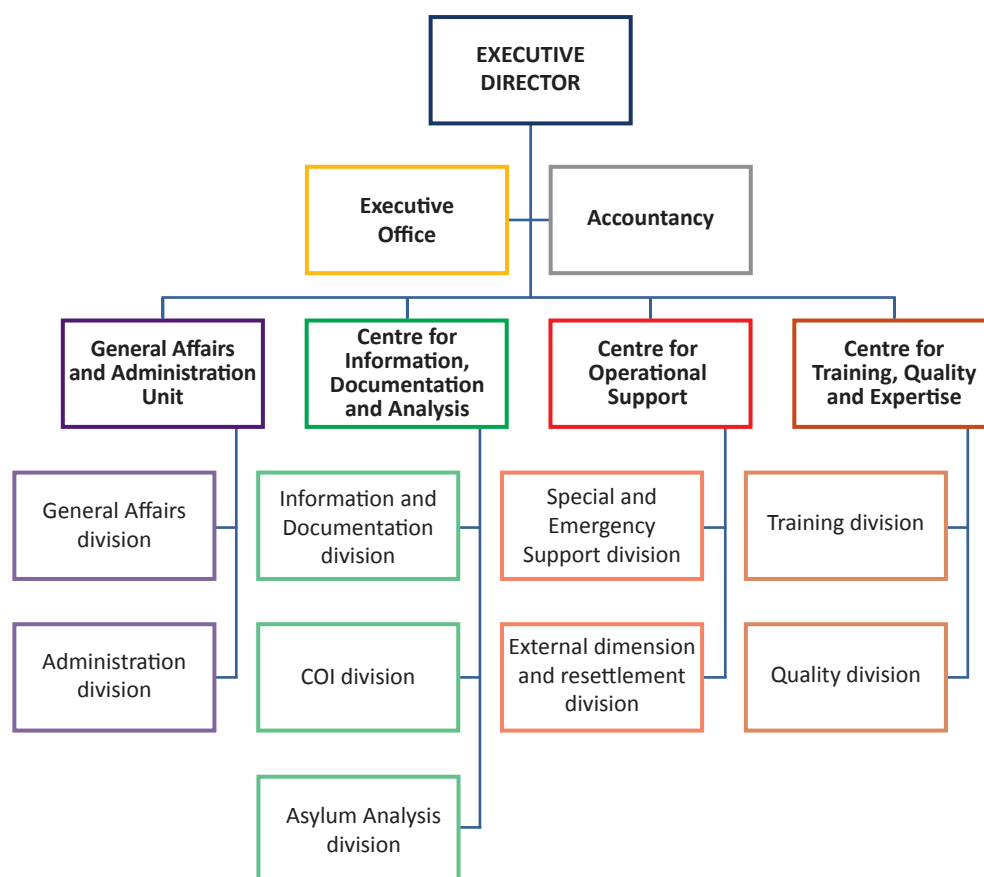 EXECUTIVE
DIRECTOR
Executive
Office
Accountancy
General Affairs
and Administration
Unit
Centre for
Information,
Documentation
and Analysis
Centre for
Operational
Support
Centre for
Training, Quality
and Expertise
General Affairs
division
Information and
Documentation
division
Special and
Emergency
Support division
Training division
Administration
division
COI division
External dimension
and resettlement
division
Quality division
Asylum Analysis
division